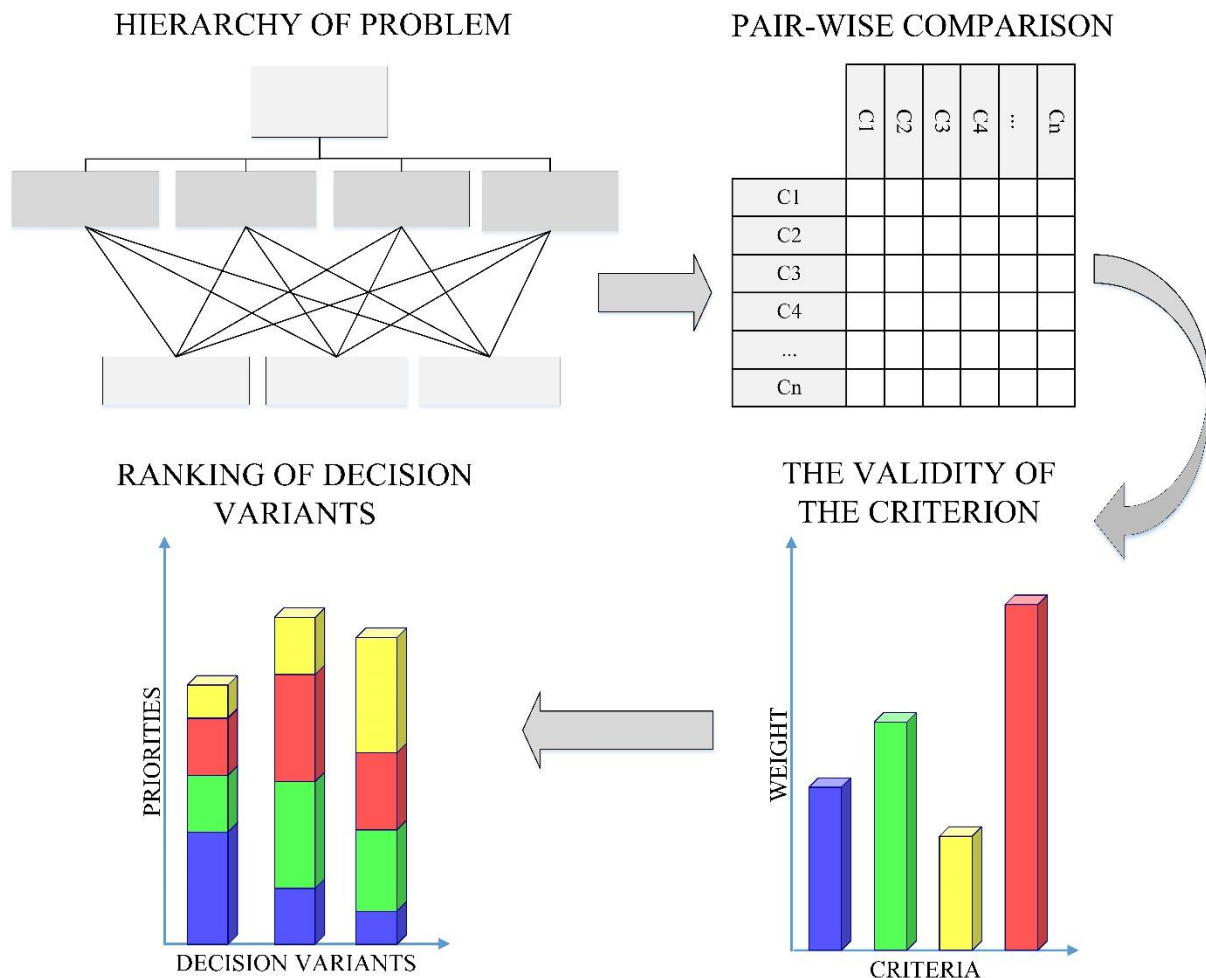 HIERARCHY OF PROBLEM
PAIR-WISE COMPARISON
C1
C2
C3
C4
...
Cn
C1
C2
C3
C4
...
Cn
THE VALIDITY OF
THE CRITERION
WEIGHT
CRITERIA
RANKING OF DECISION
VARIANTS
PRIORITIES
DECISION VARIANTS